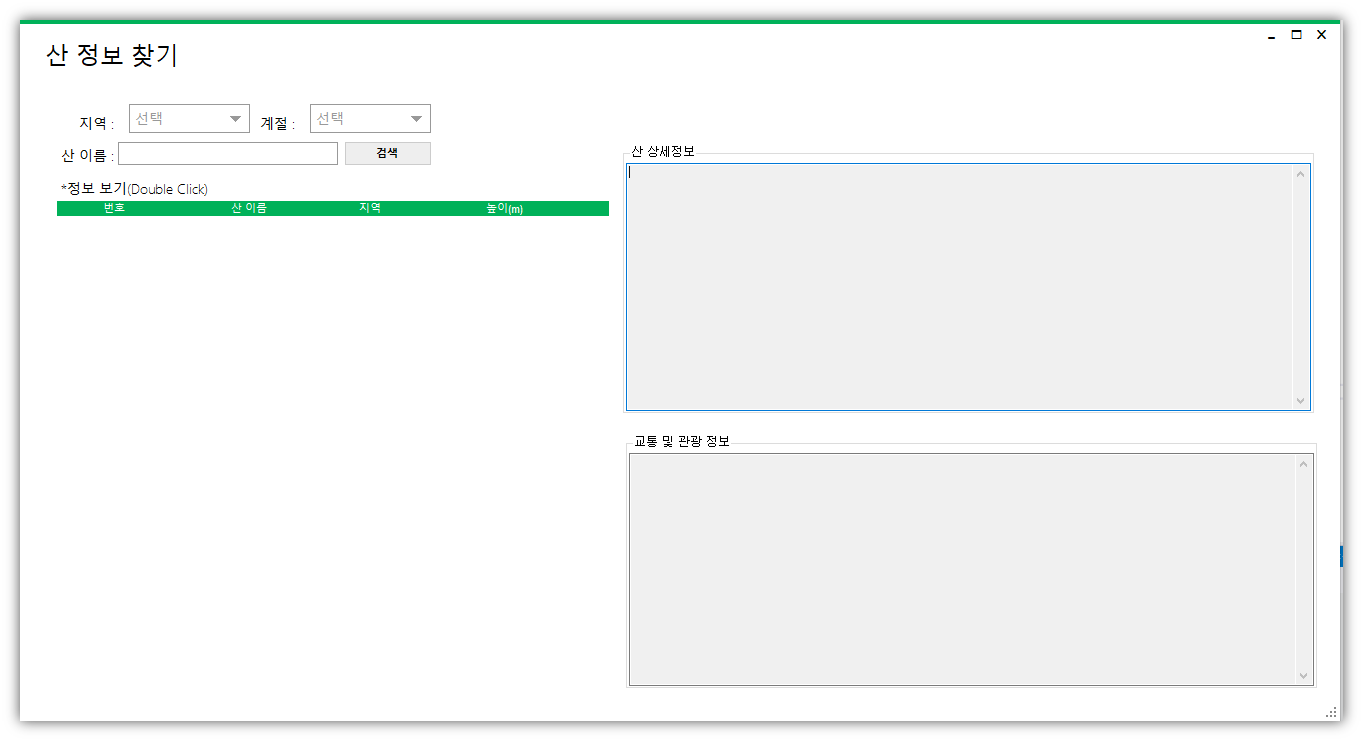 산 정보 찾기
지역 : 선택 계절 : 선택
산 이름 : 검색
*정보 보기(Double Click)
번호 산 이름 지역 높이(m)
산 상세정보
교통 및 관광 정보